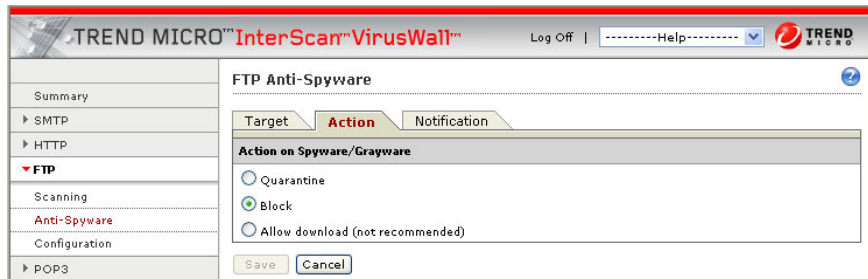 TREND MICRO™ InterScan™ VirusWall™
Log Off | ---------Help---------
TREND MICRO
Summary
SMTP
HTTP
FTP
Scanning
Anti-Spyware
Configuration
POP3
FTP Anti-Spyware
?
Target Action Notification
Action on Spyware/Grayware
Quarantine
Block
Allow download (not recommended)
Save Cancel